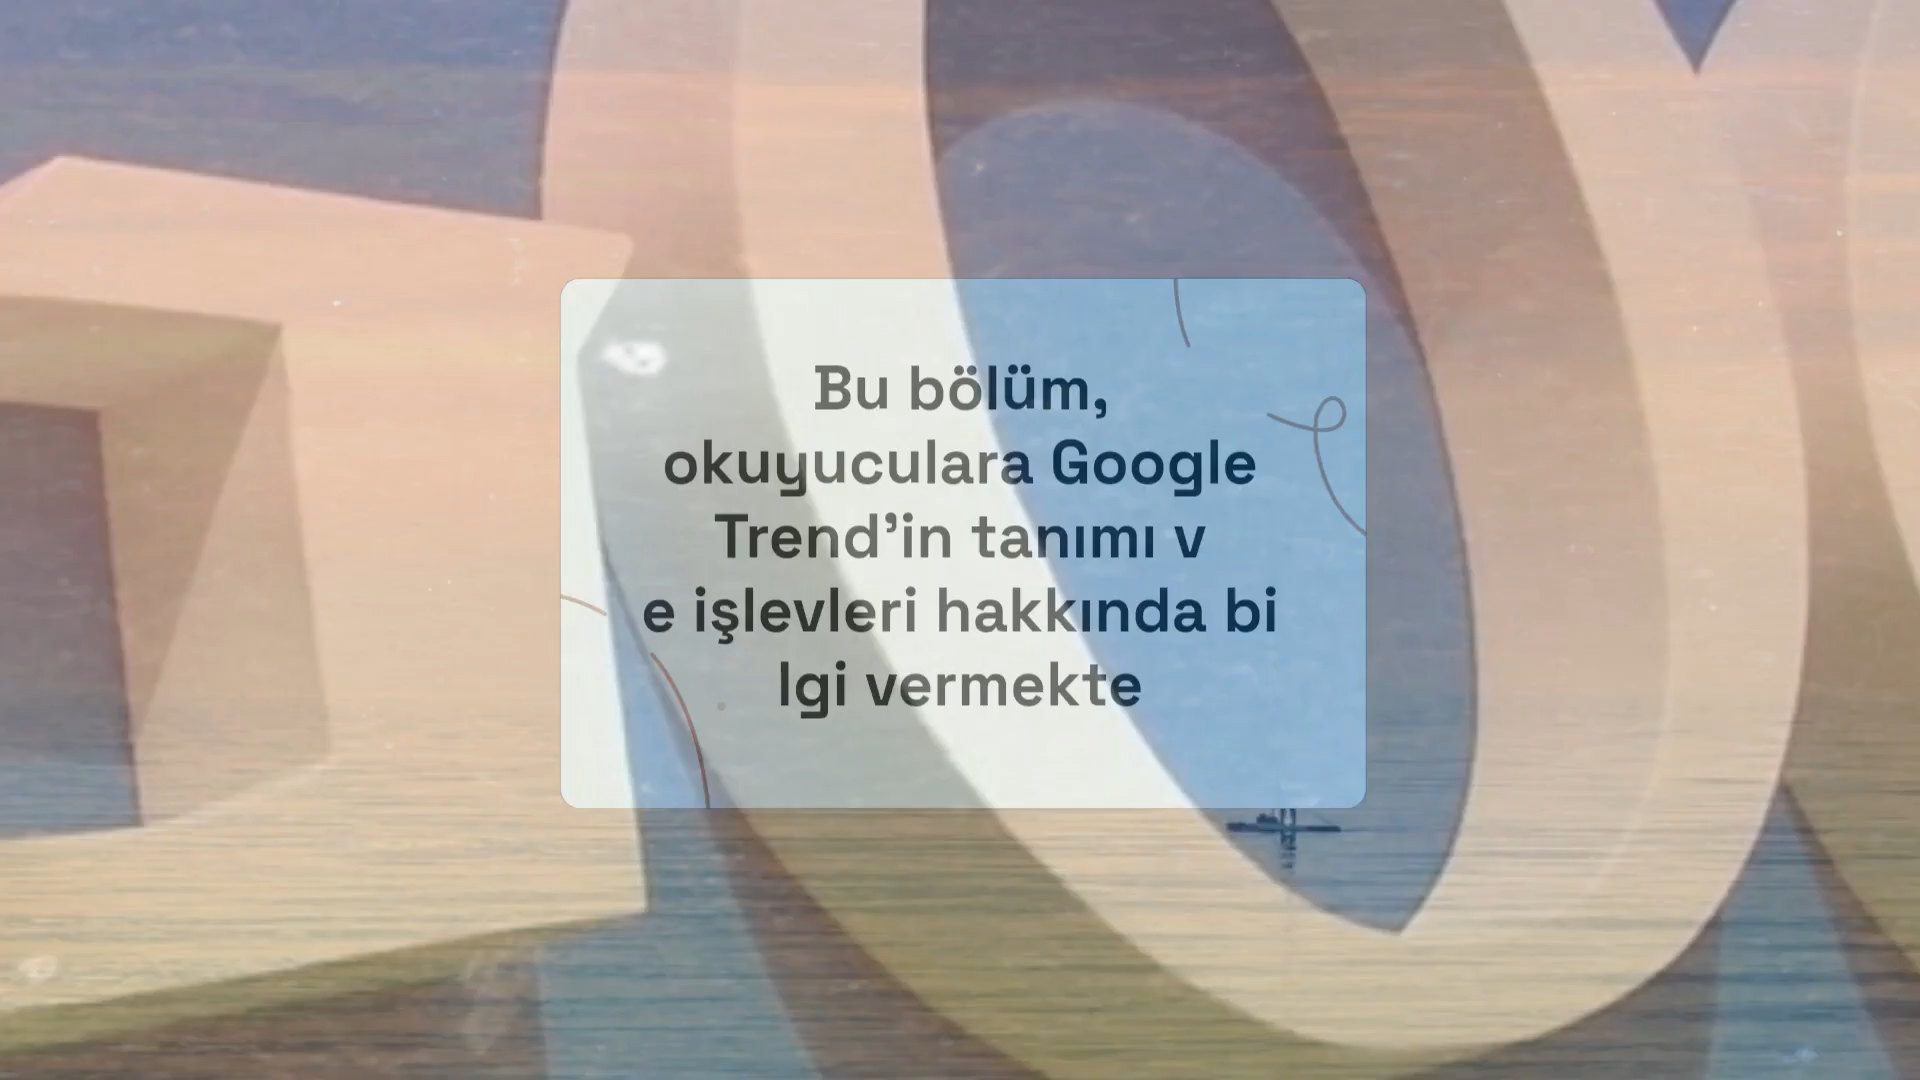 Bu bölüm,
okuyuculara Google
Trend’in tanımı v
e işlevleri hakkında bi
lgi vermekte